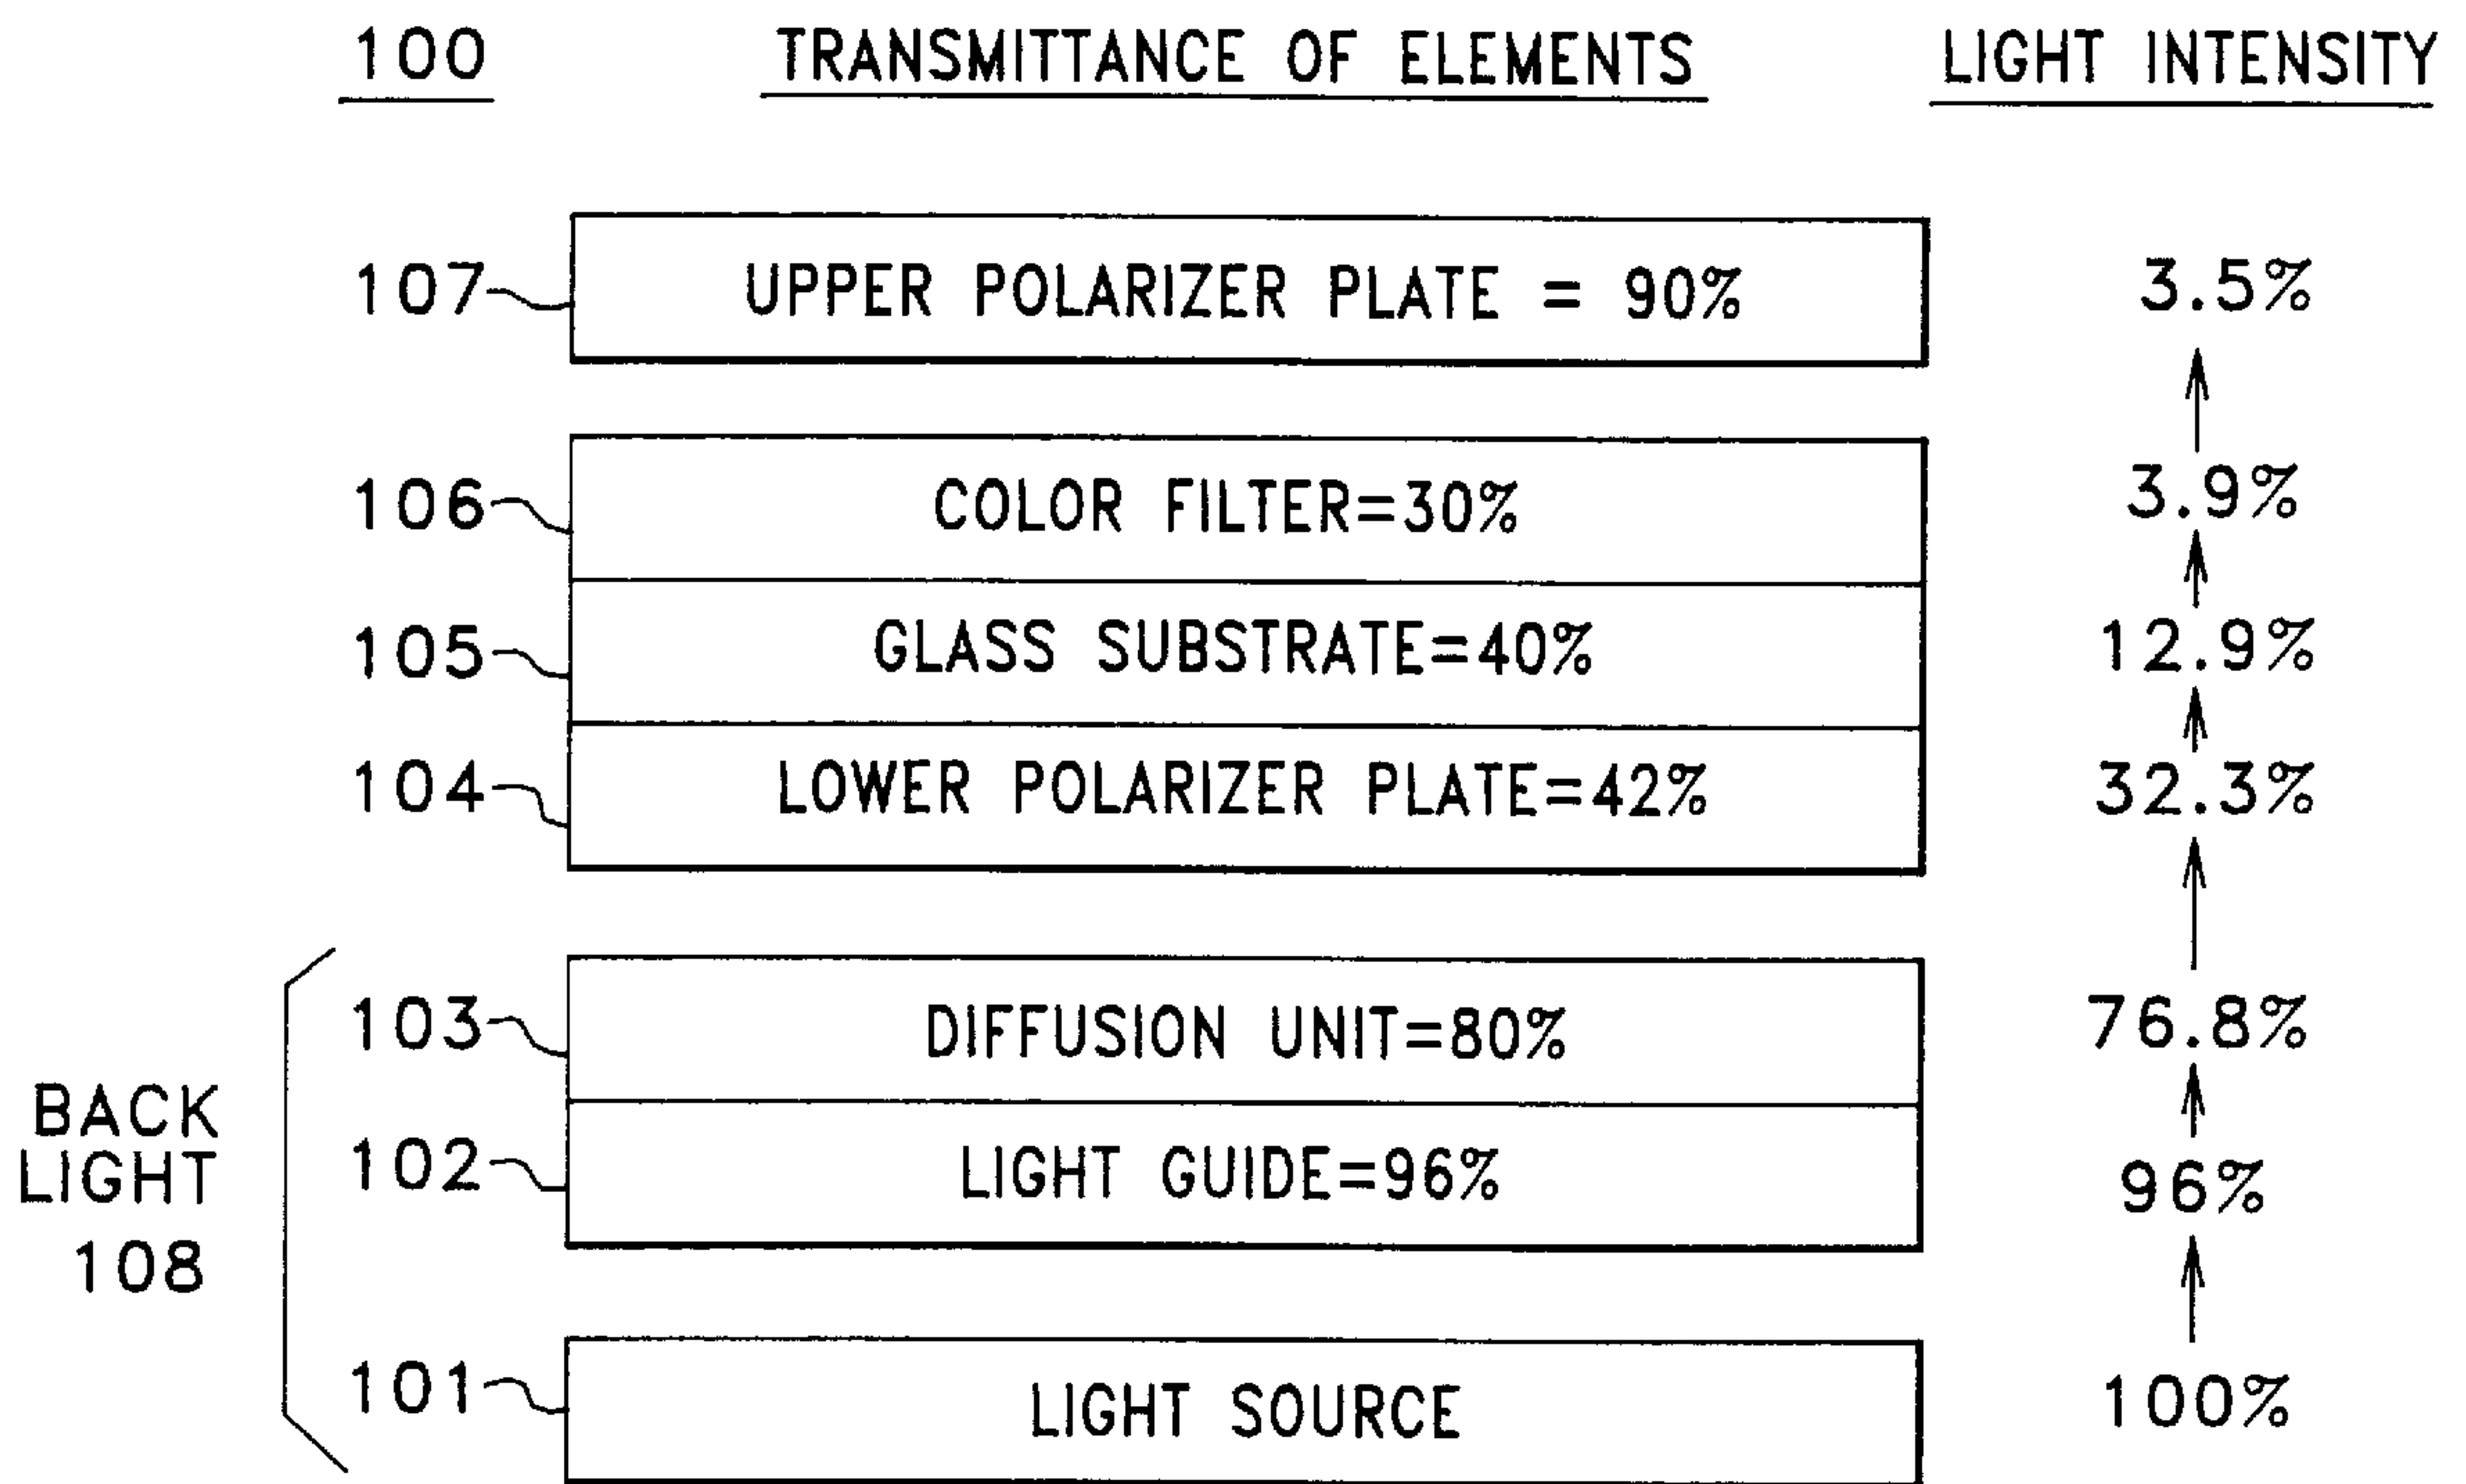 100 TRANSMITTANCE OF ELEMENTS LIGHT INTENSITY
107 UPPER POLARIZER PLATE = 90% 3.5%
106 COLOR FILTER=30% 3.9%
105 GLASS SUBSTRATE=40% 12.9%
104 LOWER POLARIZER PLATE=42% 32.3%
103 DIFFUSION UNIT=80% 76.8%
BACK
LIGHT
108
102 LIGHT GUIDE=96% 96%
101 LIGHT SOURCE 100%